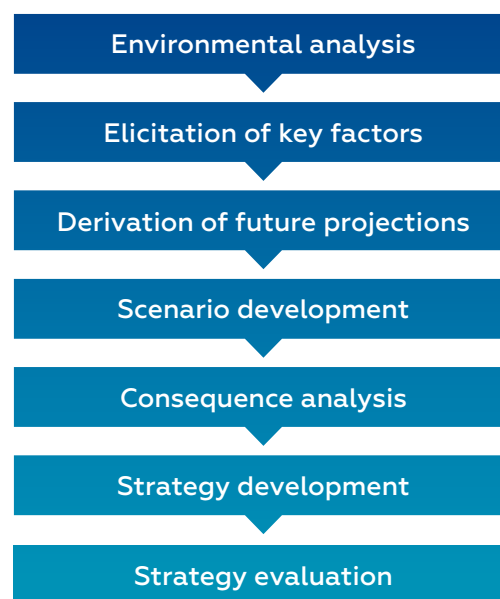 Environmental analysis
Elicitation of key factors
Derivation of future projections
Scenario development
Consequence analysis
Strategy development
Strategy evaluation